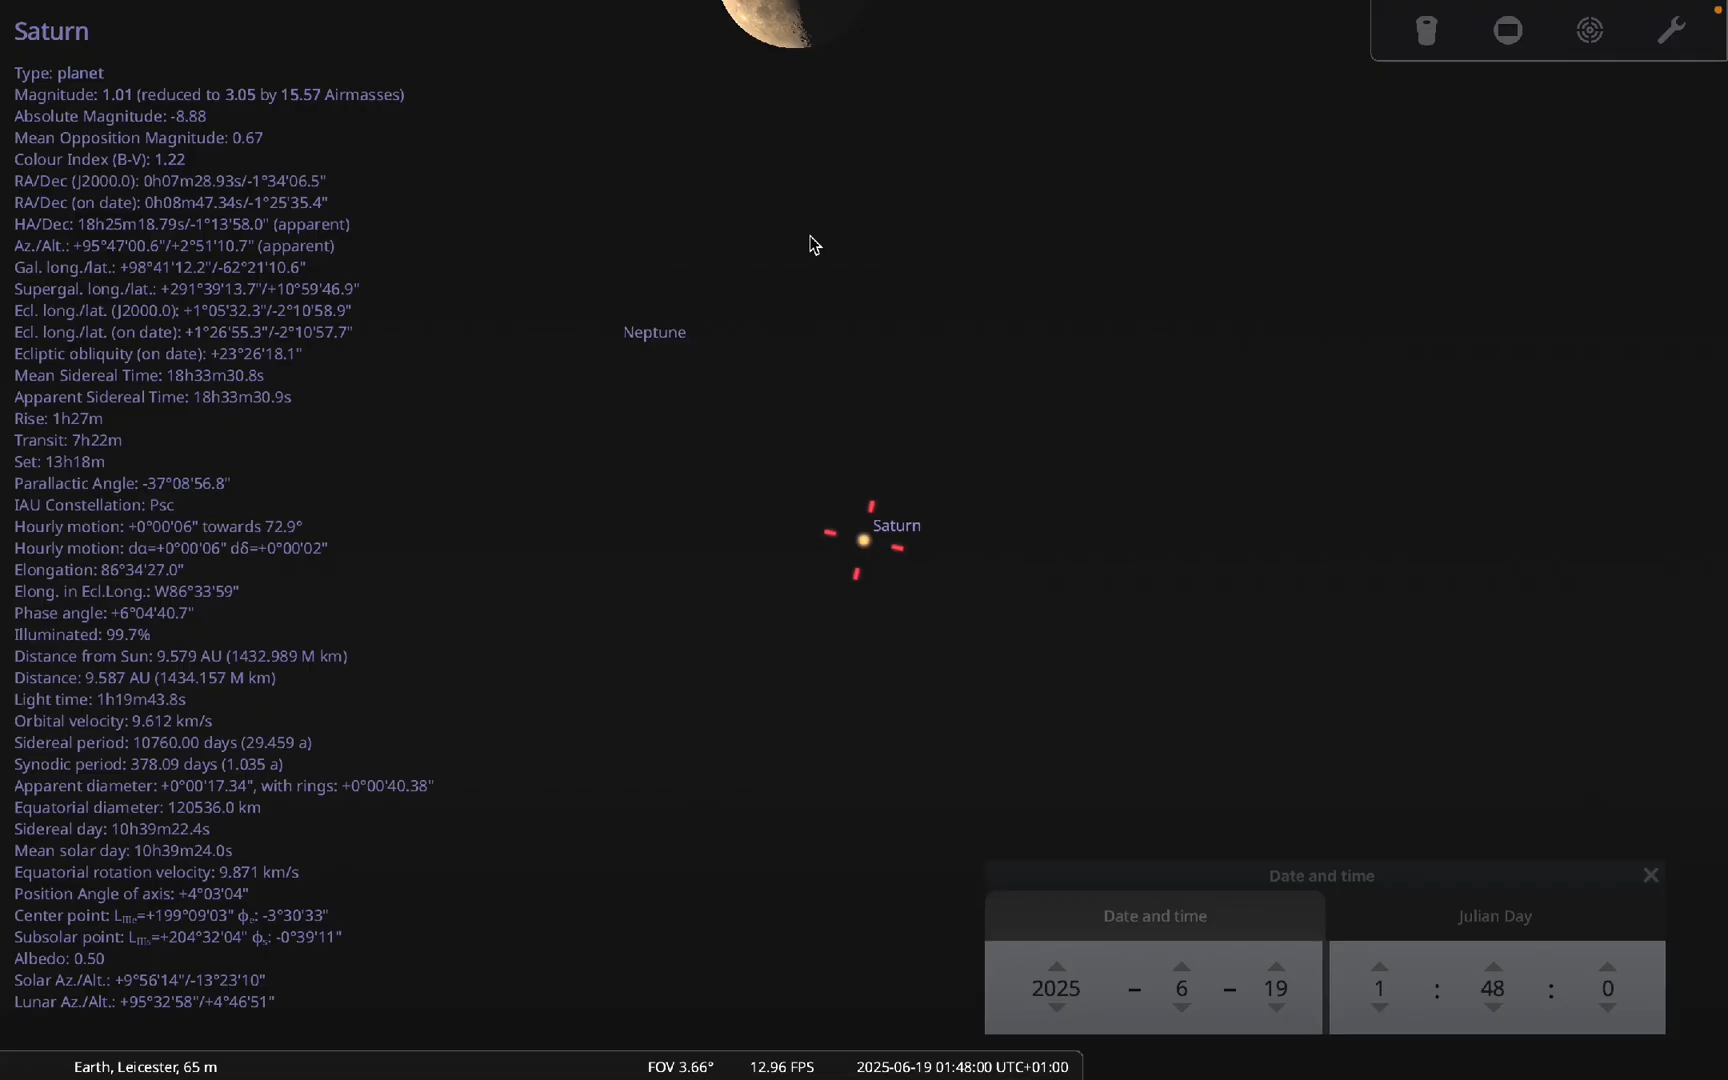 Saturn
Type: planet
Magnitude: 1.01 (reduced to 3.05 by 15.57 Airmasses)
Absolute Magnitude: -8.88
Mean Opposition Magnitude: 0.67
Colour Index (B-V): 1.22
RA/Dec (J2000.0): 0h07m28.93s/-1°34'06.5"
RA/Dec (on date): 0h08m47.34s/-1°25'35.4"
HA/Dec: 18h25m18.79s/-1°13'58.0" (apparent)
Az./Alt.: +95°47'00.6"/+2°51'10.7" (apparent)
Gal. long./lat.: +98°41'12.2"/-62°21'10.6"
Supergal. long./lat.: +291°39'13.7"/+10°59'46.9"
Ecl. long./lat. (J2000.0): +1°05'32.3"/-2°10'58.9"
Ecl. long./lat. (on date): +1°26'55.3"/-2°10'57.7"
Ecliptic obliquity (on date): +23°26'18.1"
Mean Sidereal Time: 18h33m30.8s
Apparent Sidereal Time: 18h33m30.9s
Rise: 1h27m
Transit: 7h22m
Set: 13h18m
Parallactic Angle: -37°08'56.8"
IAU Constellation: Psc
Hourly motion: +0°00'06" towards 72.9°
Hourly motion: dα=+0°00'06" dδ=+0°00'02"
Elongation: 86°34'27.0"
Elong. in Ecl.Long.: W86°33'59"
Phase angle: +6°04'40.7"
Illuminated: 99.7%
Distance from Sun: 9.579 AU (1432.989 M km)
Distance: 9.587 AU (1434.157 M km)
Light time: 1h19m43.8s
Orbital velocity: 9.612 km/s
Sidereal period: 10760.00 days (29.459 a)
Synodic period: 378.09 days (1.035 a)
Apparent diameter: +0°00'17.34", with rings: +0°00'40.38"
Equatorial diameter: 120536.0 km
Sidereal day: 10h39m22.4s
Mean solar day: 10h39m24.0s
Equatorial rotation velocity: 9.871 km/s
Position Angle of axis: +4°03'04"
Center point: Lᴵᴵᴵₑ=+199°09'03" φₑ: -3°30'33"
Subsolar point: Lᴵᴵᴵₛ=+204°32'04" φₛ: -0°39'11"
Albedo: 0.50
Solar Az./Alt.: +9°56'14"/-13°23'10"
Lunar Az./Alt.: +95°32'58"/+4°46'51"
Neptune
Saturn
Date and time
Date and time
Julian Day
2025 – 6 – 19 1 : 48 : 0
Earth, Leicester, 65 m FOV 3.66° 12.96 FPS 2025-06-19 01:48:00 UTC+01:00